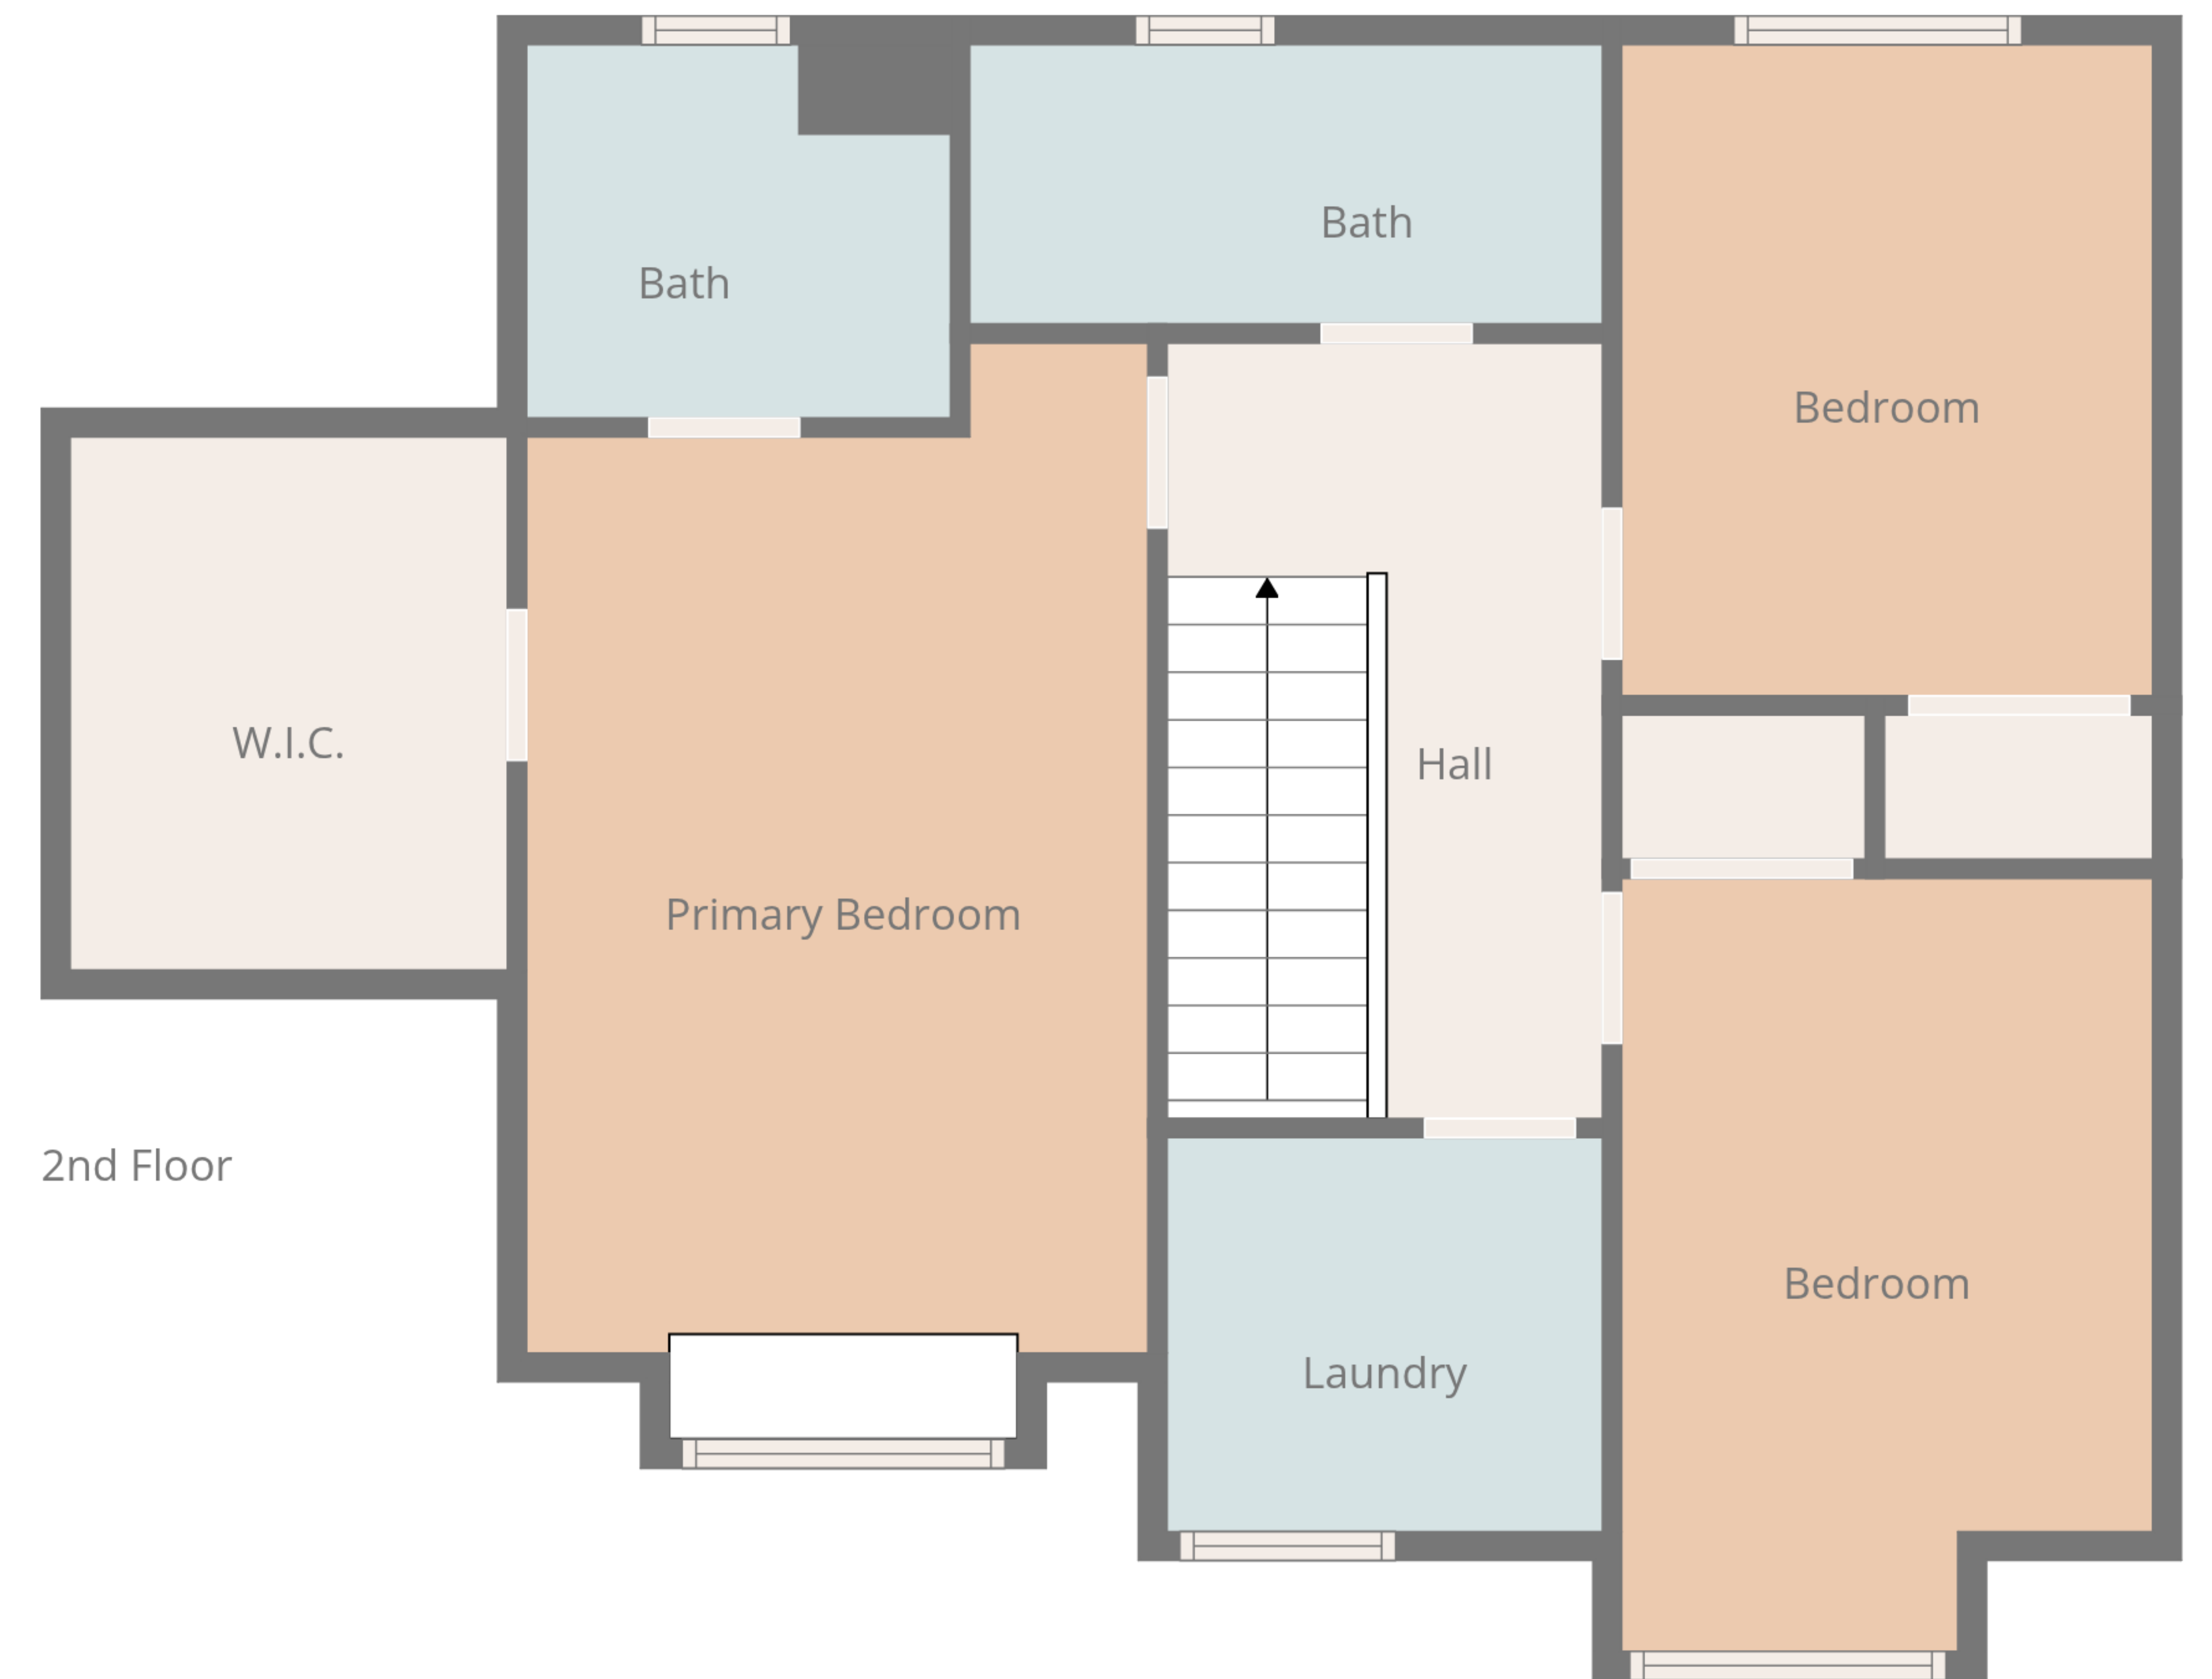 Bath
Bath
Bedroom
W.I.C.
Hall
Primary Bedroom
2nd Floor
Bedroom
Laundry